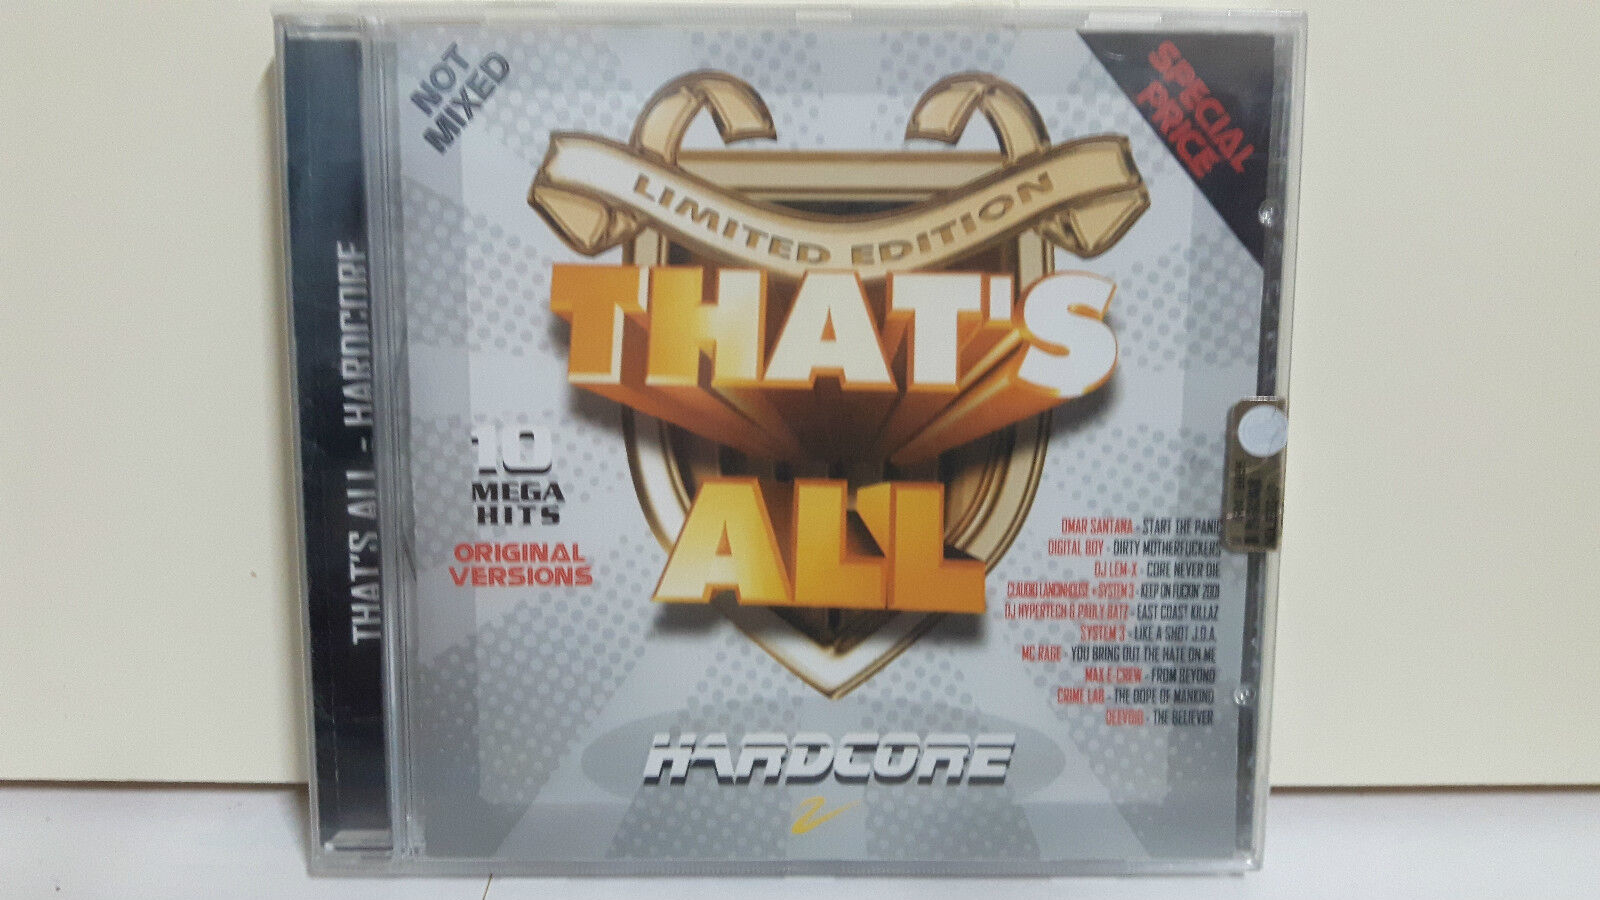 NOT
MIXED
SPECIAL
PRICE
LIMITED EDITION
THAT'S
ALL
THAT'S ALL - HARDCORE
10
MEGA
HITS
ORIGINAL
VERSIONS
OMAR SANTANA - START THE PANIC
DIGITAL BOY - DIRTY MOTHERFUCKERS
DJ LEM-X - CORE NEVER DIE
CLAUDIO LANCINHOUSE + SYSTEM 3 - KEEP ON FUCKIN' 2001
DJ HYPERTECH & PAULY BATZ - EAST COAST KILLAZ
SYSTEM 3 - LIKE A SHOT J.O.A.
MC RAGE - YOU BRING OUT THE HATE ON ME
MAX E-CREW - FROM BEYOND
CRIME LAB - THE DOPE OF MANKIND
DEEVOID - THE BELIEVER
HARDCORE
2